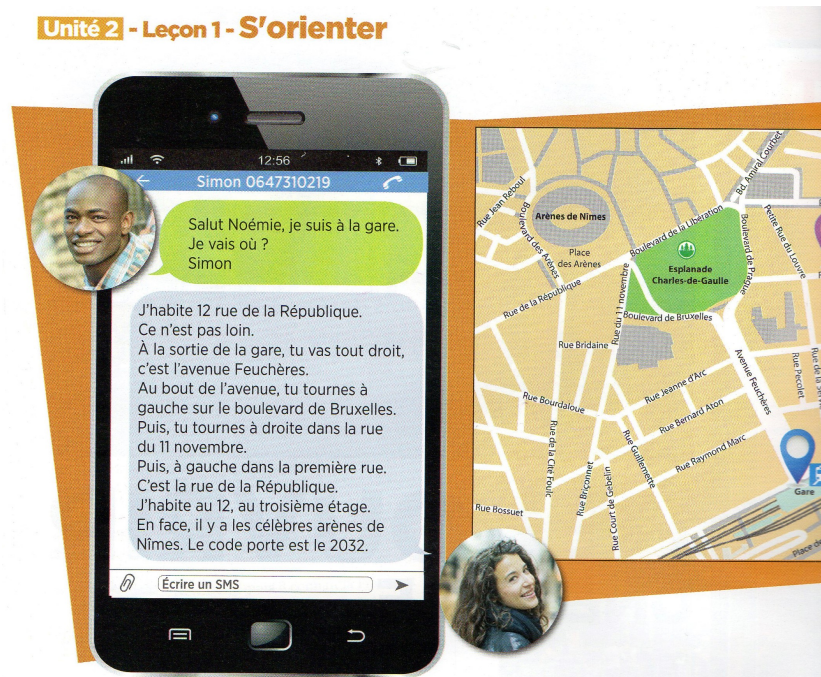 Unité 2 - Leçon 1 - S'orienter
12:56
Simon 0647310219
Salut Noémie, je suis à la gare.
Je vais où ?
Simon
J'habite 12 rue de la République.
Ce n'est pas loin.
À la sortie de la gare, tu vas tout droit,
c'est l'avenue Feuchères.
Au bout de l'avenue, tu tournes à
gauche sur le boulevard de Bruxelles.
Puis, tu tournes à droite dans la rue
du 11 novembre.
Puis, à gauche dans la première rue.
C'est la rue de la République.
J'habite au 12, au troisième étage.
En face, il y a les célèbres arènes de
Nîmes. Le code porte est le 2032.
Écrire un SMS
Rue Jean Reboul
Boulevard des Arènes
Arènes de Nimes
Place
des Arènes
Boulevard de la Libération
Bd. Amiral Courbet
Petite Rue du Louvre
Boulevard de Prague
Esplanade
Charles-de-Gaulle
Rue de la République
Rue du 11 novembre
Boulevard de Bruxelles
Rue Bridaine
Avenue Feuchères
Rue Pecolet
Rue de la
Rue Jeanne d'Arc
Rue Bourdaloue
Rue Bernard Aton
Rue Guillemette
Rue Raymond Marc
Rue de la Cité Foulc
Rue Briçonnet
Rue Court de Gebelin
Rue Bossuet
Gare
Place de